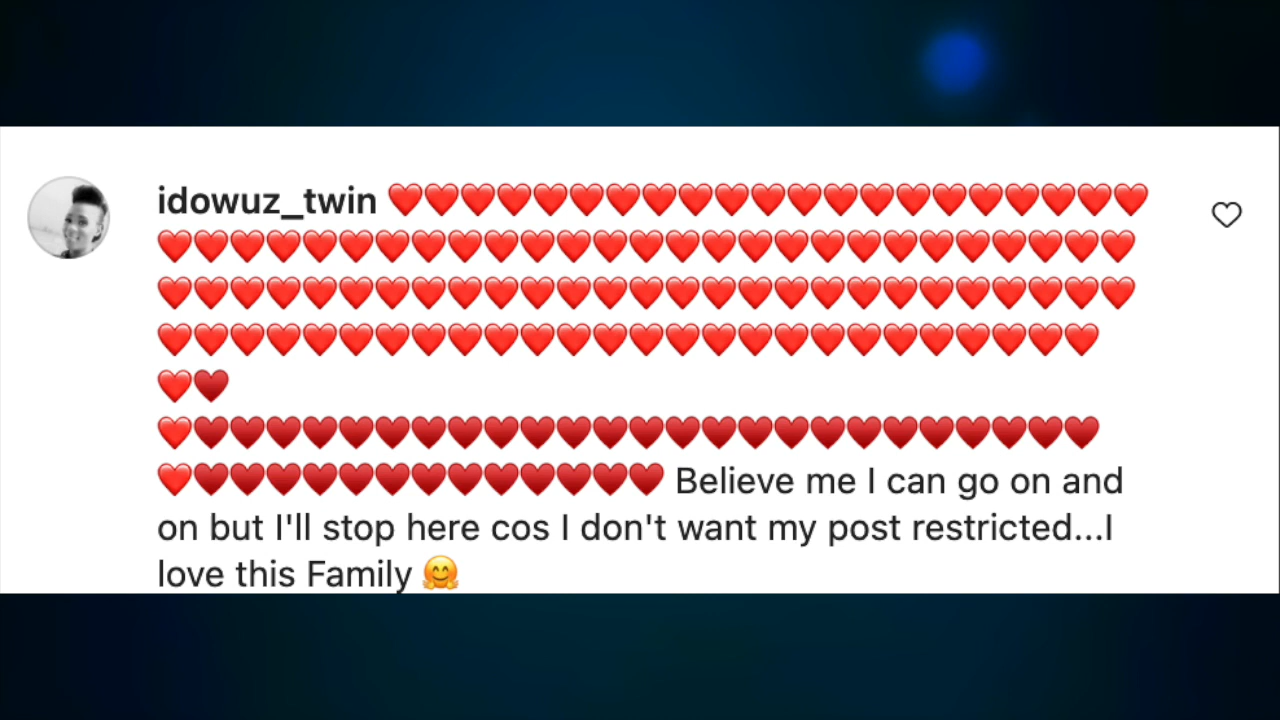 idowuz_twin ❤️❤️❤️❤️❤️❤️❤️❤️❤️❤️❤️❤️❤️❤️❤️❤️❤️❤️❤️❤️❤️
❤️❤️❤️❤️❤️❤️❤️❤️❤️❤️❤️❤️❤️❤️❤️❤️❤️❤️❤️❤️❤️❤️❤️❤️❤️❤️❤️
❤️❤️❤️❤️❤️❤️❤️❤️❤️❤️❤️❤️❤️❤️❤️❤️❤️❤️❤️❤️❤️❤️❤️❤️❤️❤️❤️
❤️❤️❤️❤️❤️❤️❤️❤️❤️❤️❤️❤️❤️❤️❤️❤️❤️❤️❤️❤️❤️❤️❤️❤️❤️❤️
❤️♥️
❤️♥️♥️♥️♥️♥️♥️♥️♥️♥️♥️♥️♥️♥️♥️♥️♥️♥️♥️♥️♥️♥️♥️♥️♥️♥️
❤️♥️♥️♥️♥️♥️♥️♥️♥️♥️♥️♥️♥️♥️ Believe me I can go on and
on but I'll stop here cos I don't want my post restricted...I
love this Family 🤗